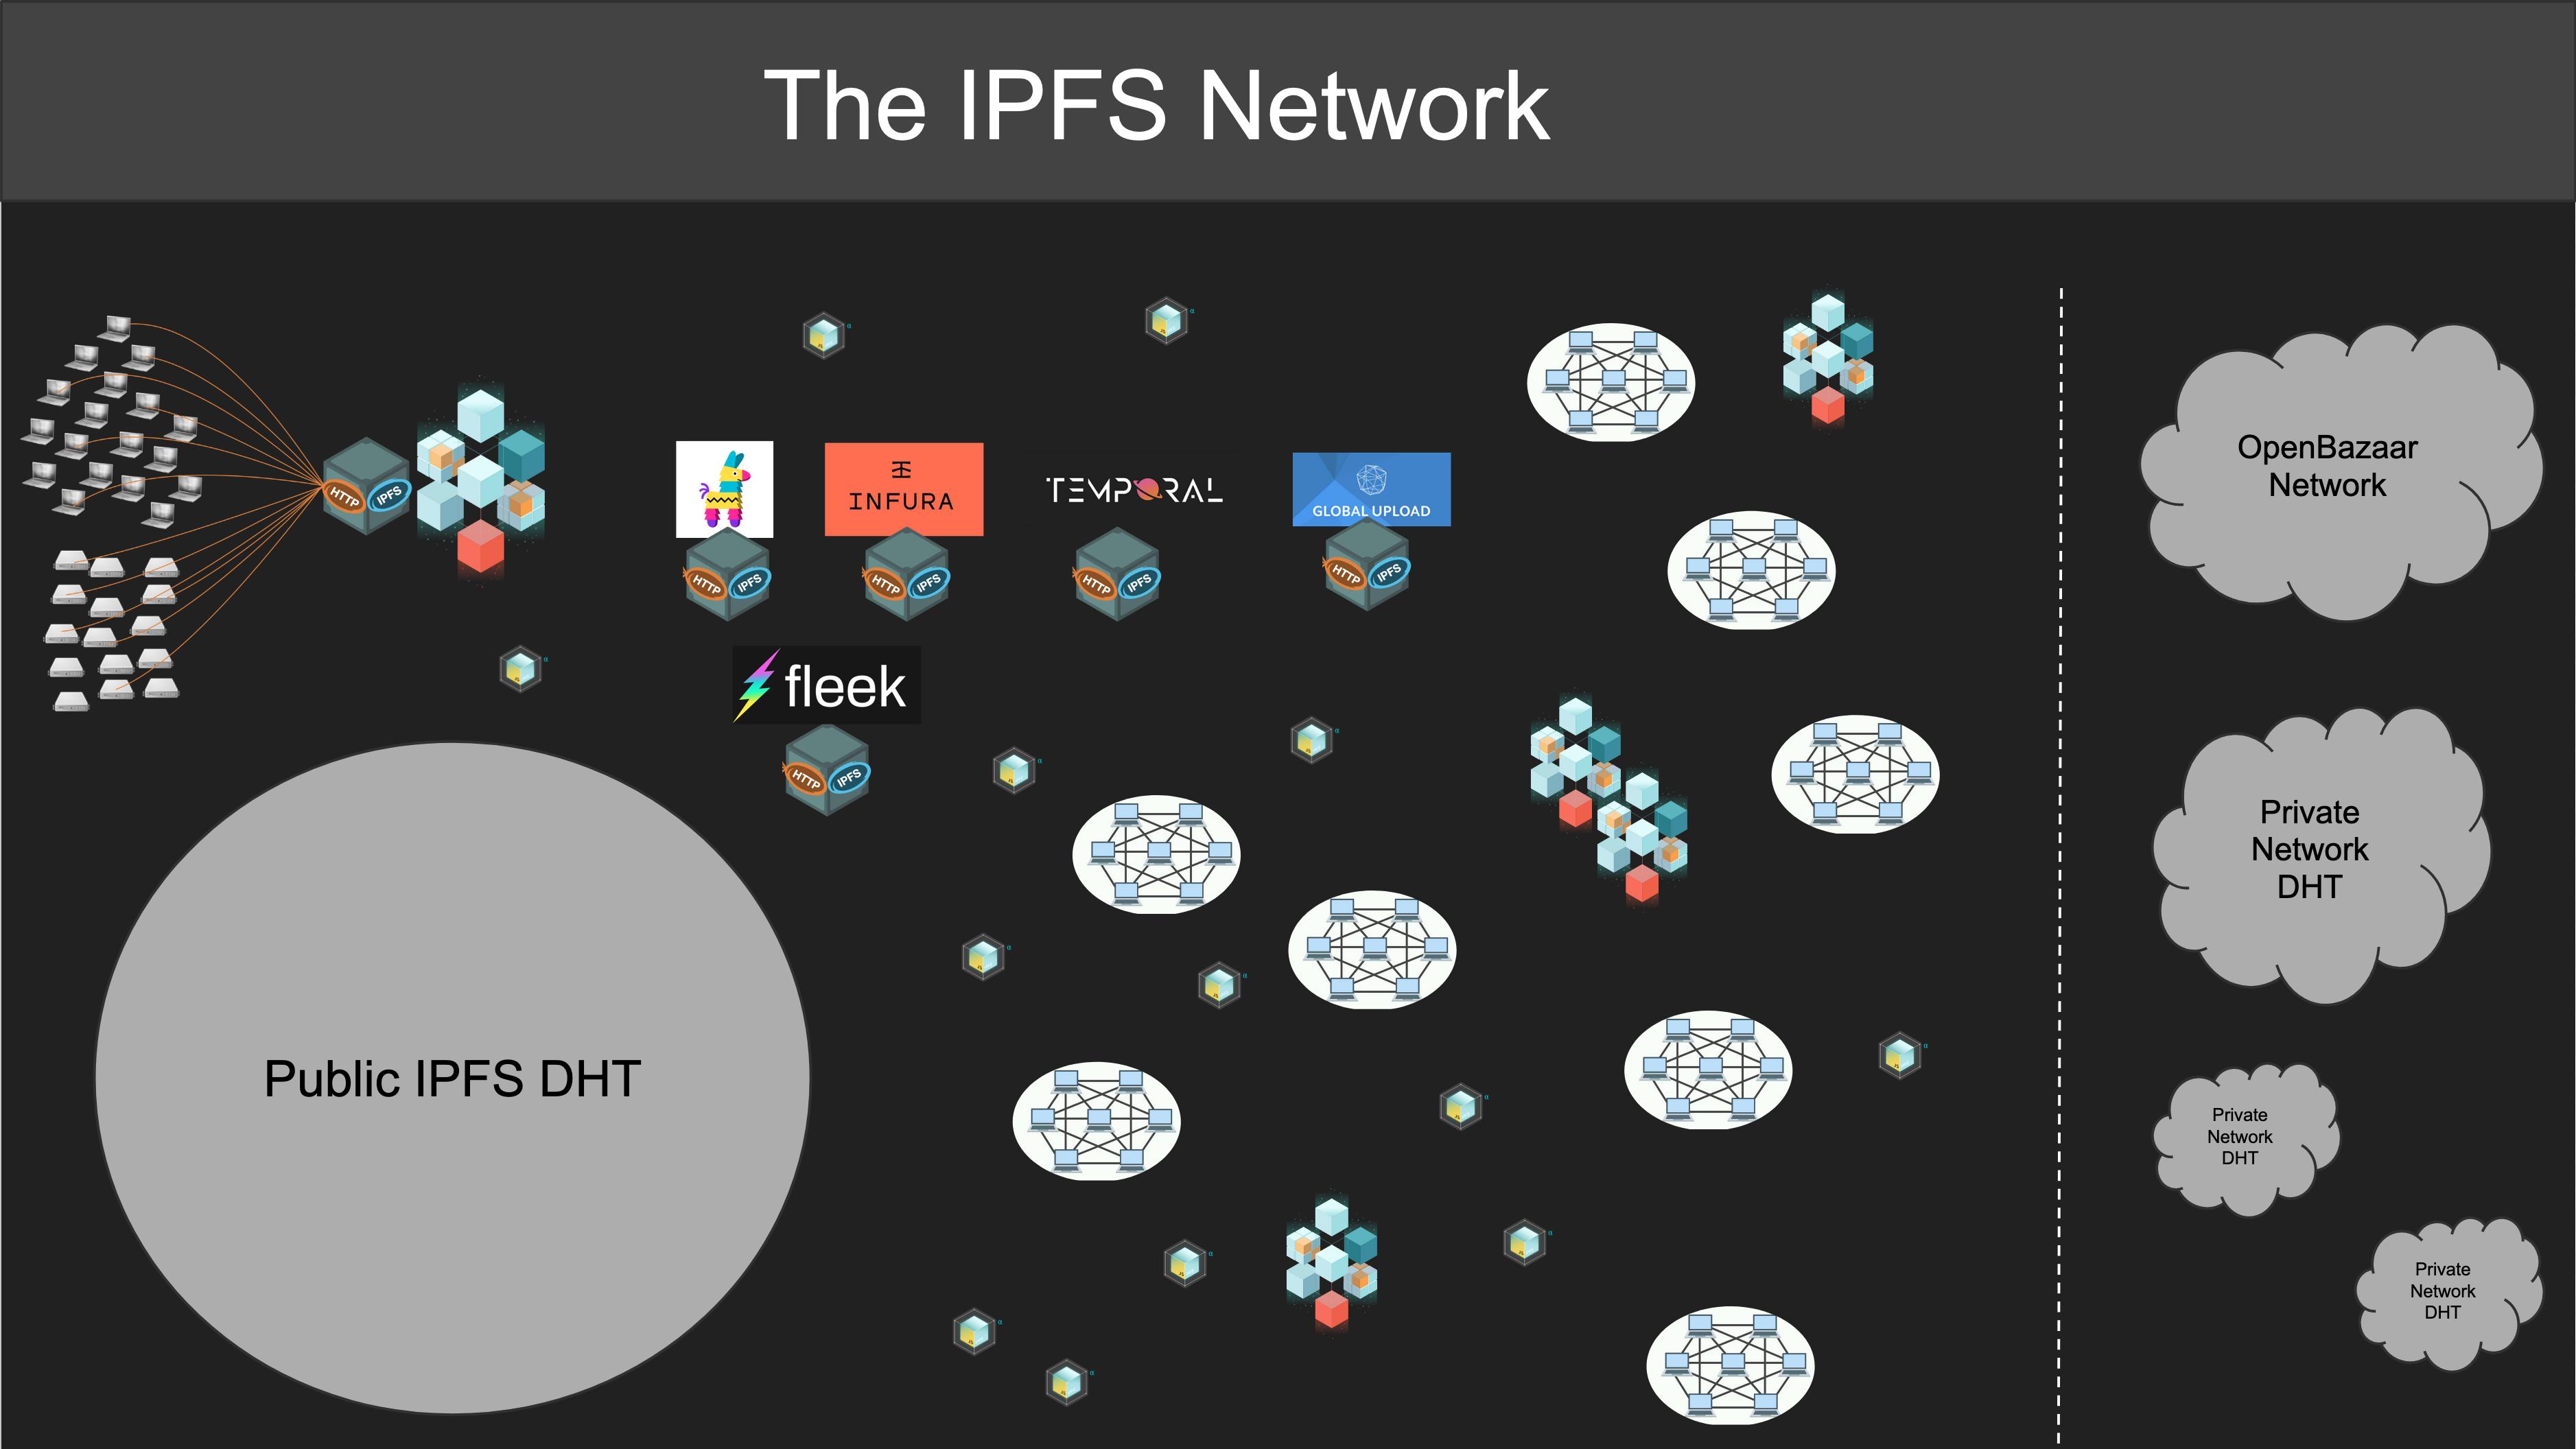 The IPFS Network
HTTP IPFS
INFURA
TEMPORAL
GLOBAL UPLOAD
HTTP IPFS
HTTP IPFS
HTTP IPFS
HTTP IPFS
fleek
HTTP IPFS
Public IPFS DHT
OpenBazaar
Network
Private
Network
DHT
Private
Network
DHT
Private
Network
DHT